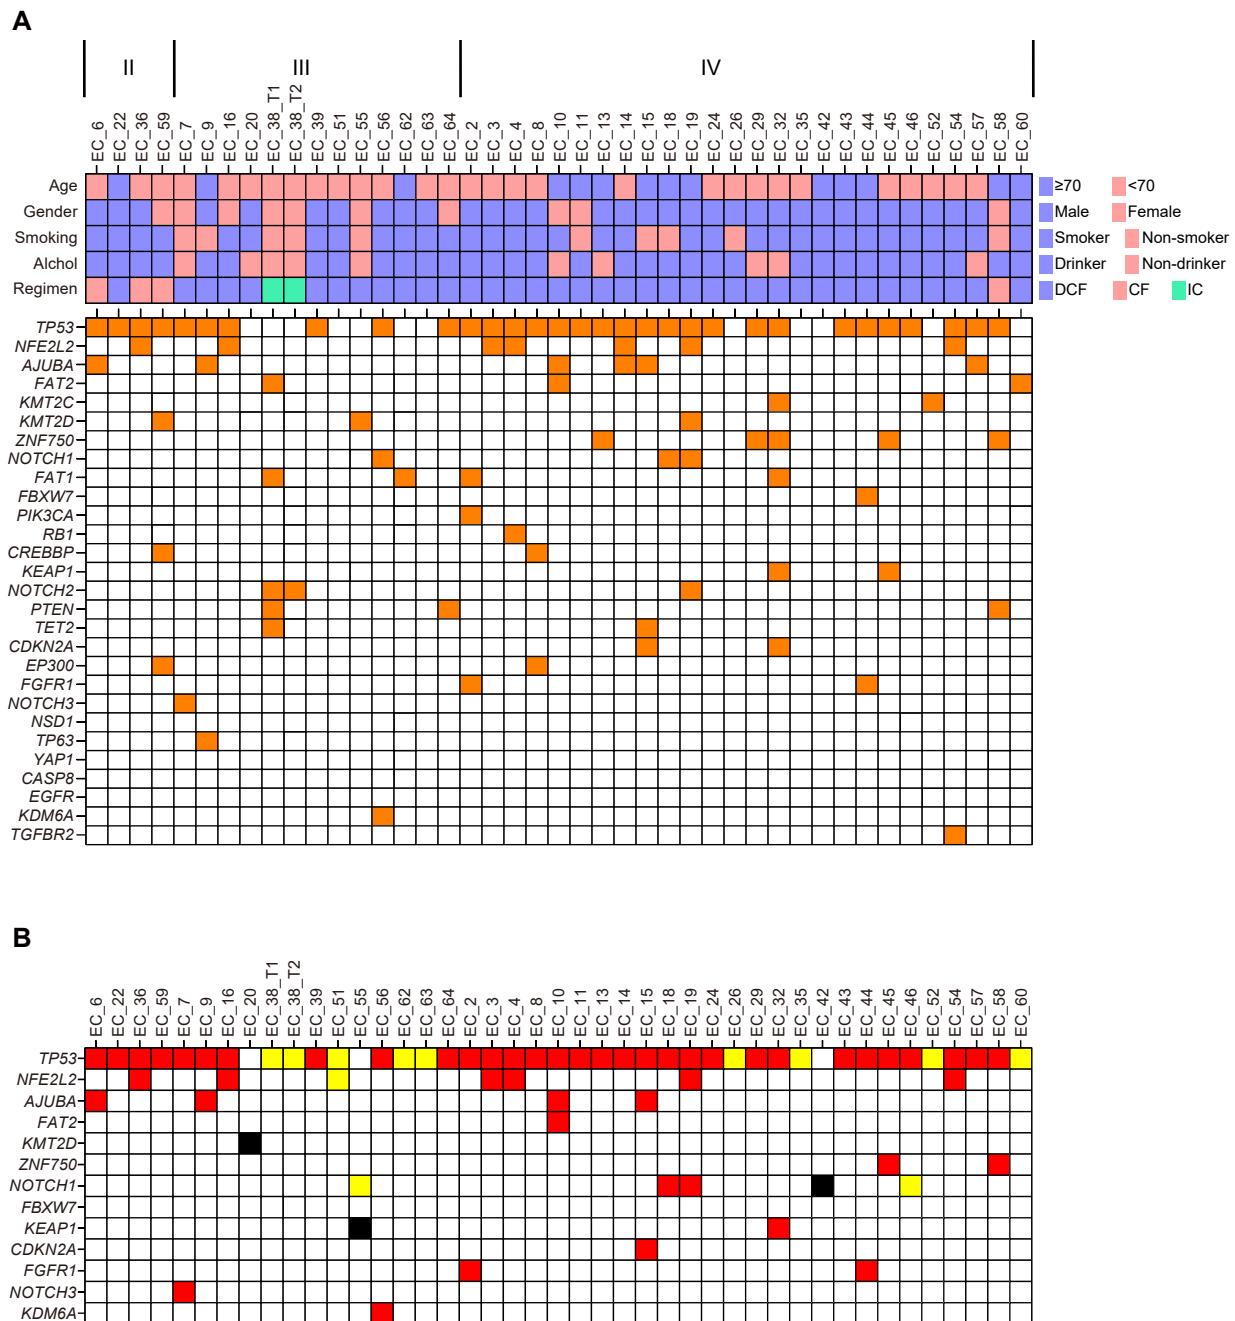 A
II III IV
EC_6 EC_22 EC_36 EC_59 EC_7 EC_9 EC_16 EC_20 EC_38_T1 EC_38_T2 EC_39 EC_51 EC_55 EC_56 EC_62 EC_63 EC_64 EC_2 EC_3 EC_4 EC_8 EC_10 EC_11 EC_13 EC_14 EC_15 EC_18 EC_19 EC_24 EC_26 EC_29 EC_32 EC_35 EC_42 EC_43 EC_44 EC_45 EC_46 EC_52 EC_54 EC_57 EC_58 EC_60
Age ≥70 <70
Gender Male Female
Smoking Smoker Non-smoker
Alchol Drinker Non-drinker
Regimen DCF CF IC
TP53
NFE2L2
AJUBA
FAT2
KMT2C
KMT2D
ZNF750
NOTCH1
FAT1
FBXW7
PIK3CA
RB1
CREBBP
KEAP1
NOTCH2
PTEN
TET2
CDKN2A
EP300
FGFR1
NOTCH3
NSD1
TP63
YAP1
CASP8
EGFR
KDM6A
TGFBR2
B
EC_6 EC_22 EC_36 EC_59 EC_7 EC_9 EC_16 EC_20 EC_38_T1 EC_38_T2 EC_39 EC_51 EC_55 EC_56 EC_62 EC_63 EC_64 EC_2 EC_3 EC_4 EC_8 EC_10 EC_11 EC_13 EC_14 EC_15 EC_18 EC_19 EC_24 EC_26 EC_29 EC_32 EC_35 EC_42 EC_43 EC_44 EC_45 EC_46 EC_52 EC_54 EC_57 EC_58 EC_60
TP53
NFE2L2
AJUBA
FAT2
KMT2D
ZNF750
NOTCH1
FBXW7
KEAP1
CDKN2A
FGFR1
NOTCH3
KDM6A